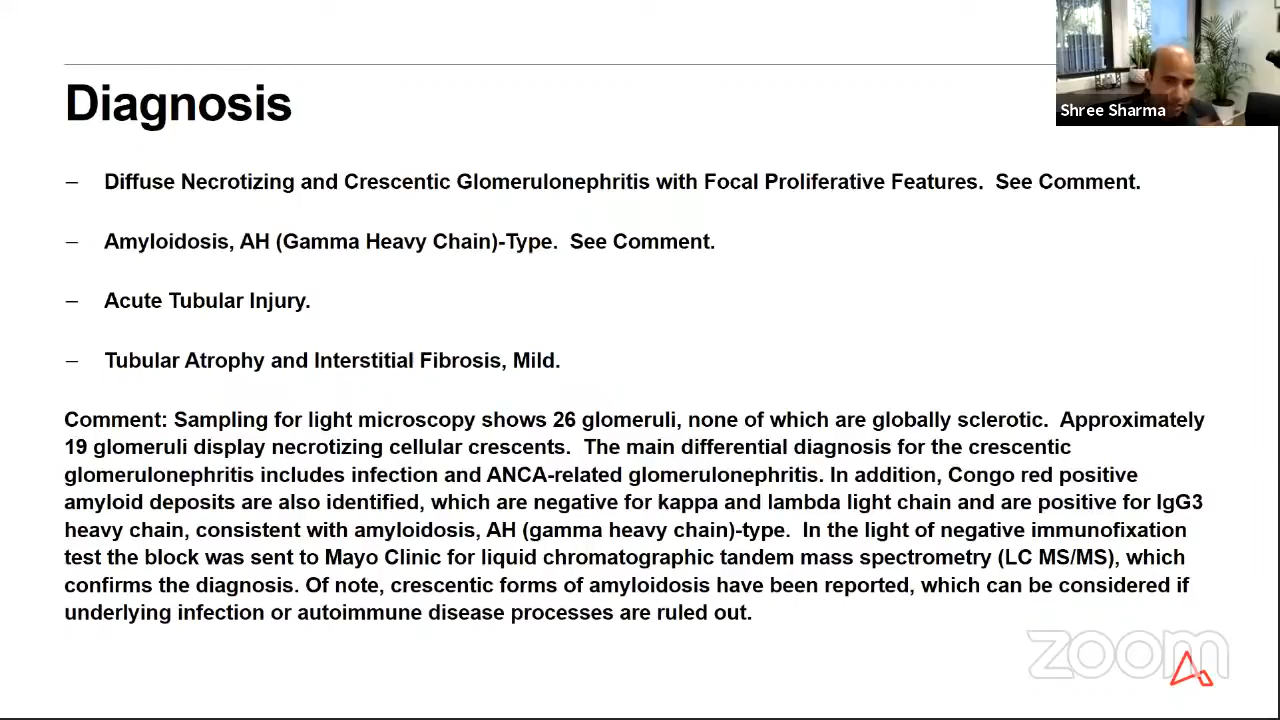 Shree Sharma
Diagnosis
– Diffuse Necrotizing and Crescentic Glomerulonephritis with Focal Proliferative Features.  See Comment.
– Amyloidosis, AH (Gamma Heavy Chain)-Type.  See Comment.
– Acute Tubular Injury.
– Tubular Atrophy and Interstitial Fibrosis, Mild.
Comment: Sampling for light microscopy shows 26 glomeruli, none of which are globally sclerotic.  Approximately
19 glomeruli display necrotizing cellular crescents.  The main differential diagnosis for the crescentic
glomerulonephritis includes infection and ANCA-related glomerulonephritis. In addition, Congo red positive
amyloid deposits are also identified, which are negative for kappa and lambda light chain and are positive for IgG3
heavy chain, consistent with amyloidosis, AH (gamma heavy chain)-type.  In the light of negative immunofixation
test the block was sent to Mayo Clinic for liquid chromatographic tandem mass spectrometry (LC MS/MS), which
confirms the diagnosis. Of note, crescentic forms of amyloidosis have been reported, which can be considered if
underlying infection or autoimmune disease processes are ruled out.
zoom